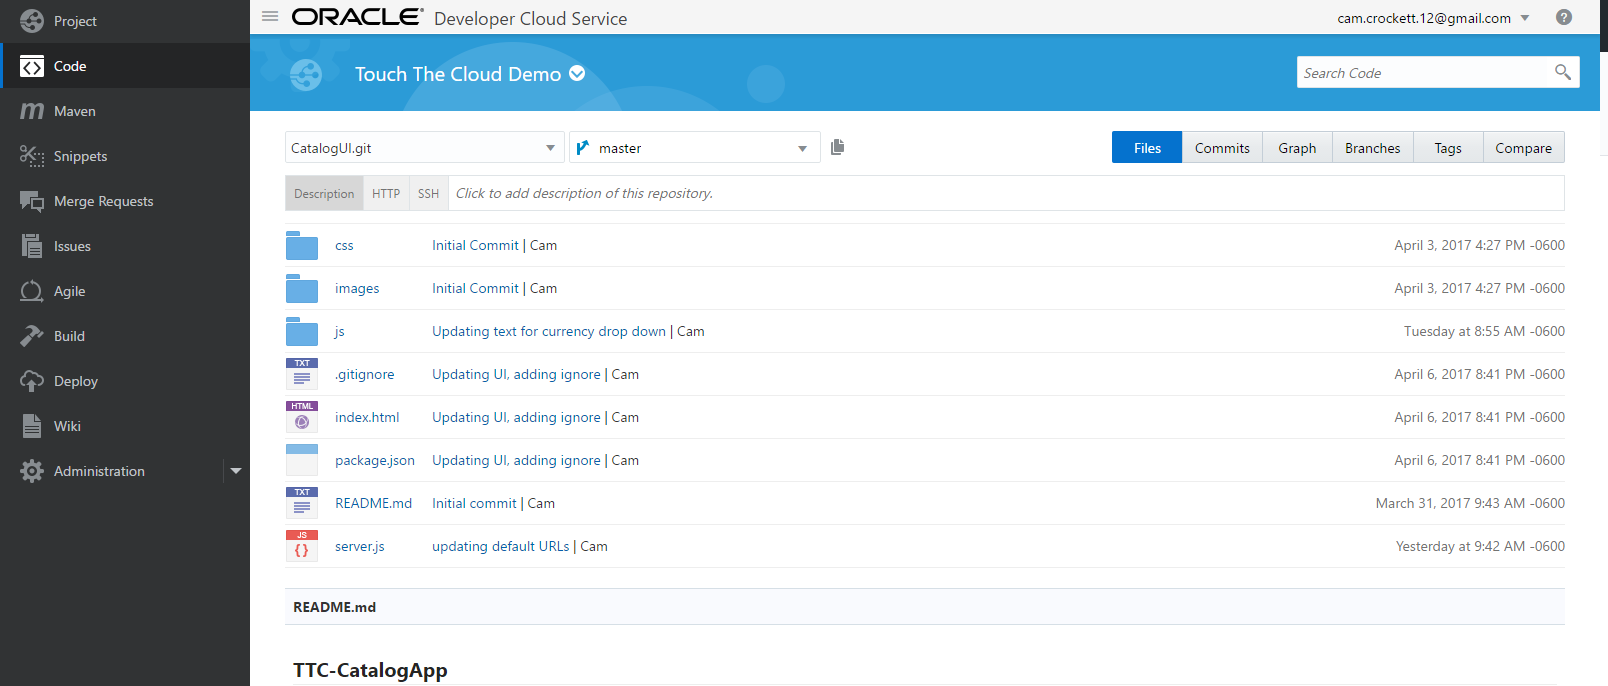 Project
Code
Maven
Snippets
Merge Requests
Issues
Agile
Build
Deploy
Wiki
Administration
ORACLE® Developer Cloud Service
cam.crockett.12@gmail.com ?
Touch The Cloud Demo
Search Code
CatalogUI.git master Files Commits Graph Branches Tags Compare
Description HTTP SSH Click to add description of this repository.
css Initial Commit | Cam April 3, 2017 4:27 PM -0600
images Initial Commit | Cam April 3, 2017 4:27 PM -0600
js Updating text for currency drop down | Cam Tuesday at 8:55 AM -0600
TXT .gitignore Updating UI, adding ignore | Cam April 6, 2017 8:41 PM -0600
HTML index.html Updating UI, adding ignore | Cam April 6, 2017 8:41 PM -0600
package.json Updating UI, adding ignore | Cam April 6, 2017 8:41 PM -0600
TXT README.md Initial commit | Cam March 31, 2017 9:43 AM -0600
JS {} server.js updating default URLs | Cam Yesterday at 9:42 AM -0600
README.md
TTC-CatalogApp